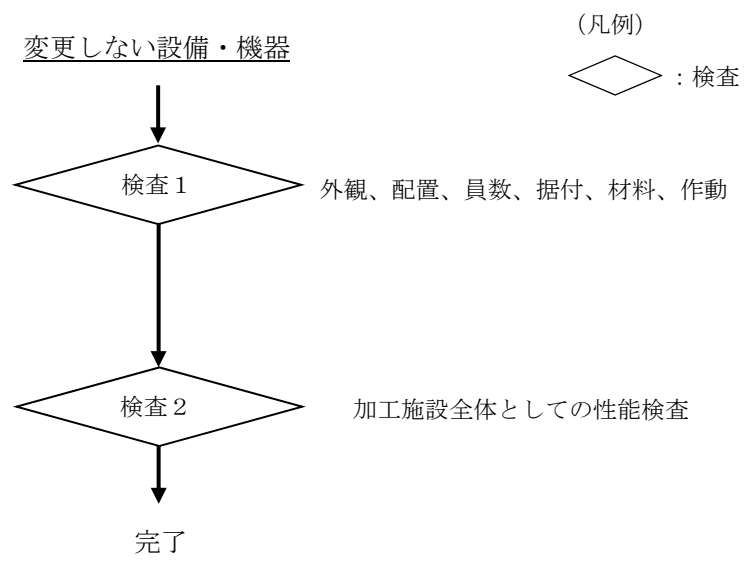 (凡例)
変更しない設備・機器
:検査
検査1
外観、配置、員数、据付、材料、作動
検査2
加工施設全体としての性能検査
完了